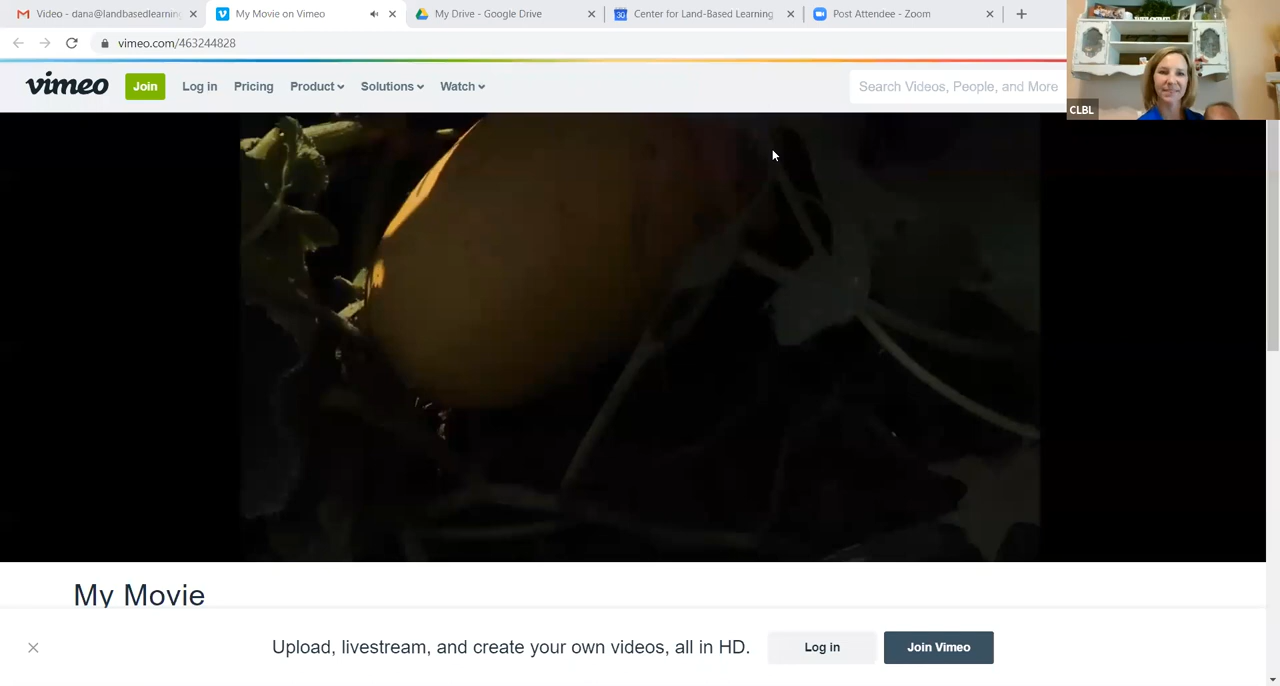 Video - dana@landbasedlearning
My Movie on Vimeo
My Drive - Google Drive
30
Center for Land-Based Learning
Post Attendee - Zoom
vimeo.com/463244828
vimeo
Join
Log in
Pricing
Product
Solutions
Watch
Search Videos, People, and More
CLBL
My Movie
Upload, livestream, and create your own videos, all in HD.
Log in
Join Vimeo